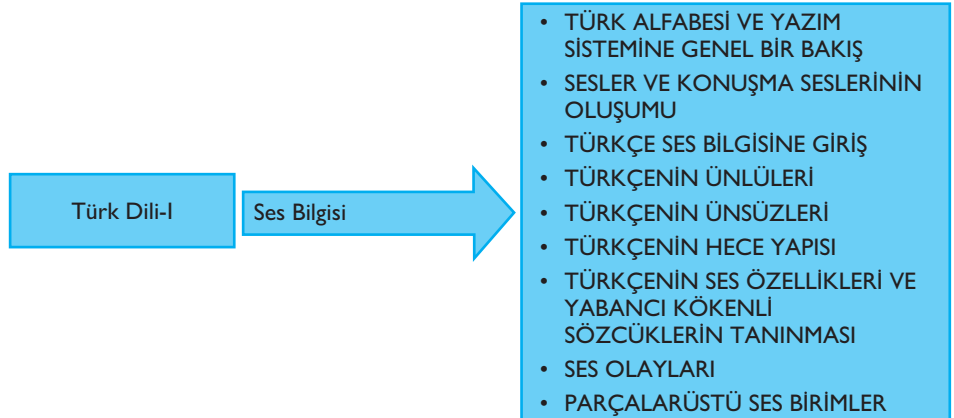 Türk Dili-I
Ses Bilgisi
• TÜRK ALFABESİ VE YAZIM
SİSTEMİNE GENEL BİR BAKIŞ
• SESLER VE KONUŞMA SESLERİNİN
OLUŞUMU
• TÜRKÇE SES BİLGİSİNE GİRİŞ
• TÜRKÇENİN ÜNLÜLERİ
• TÜRKÇENİN ÜNSÜZLERİ
• TÜRKÇENİN HECE YAPISI
• TÜRKÇENİN SES ÖZELLİKLERİ VE
YABANCI KÖKENLİ
SÖZCÜKLERİN TANINMASI
• SES OLAYLARI
• PARÇALARÜSTÜ SES BİRİMLER